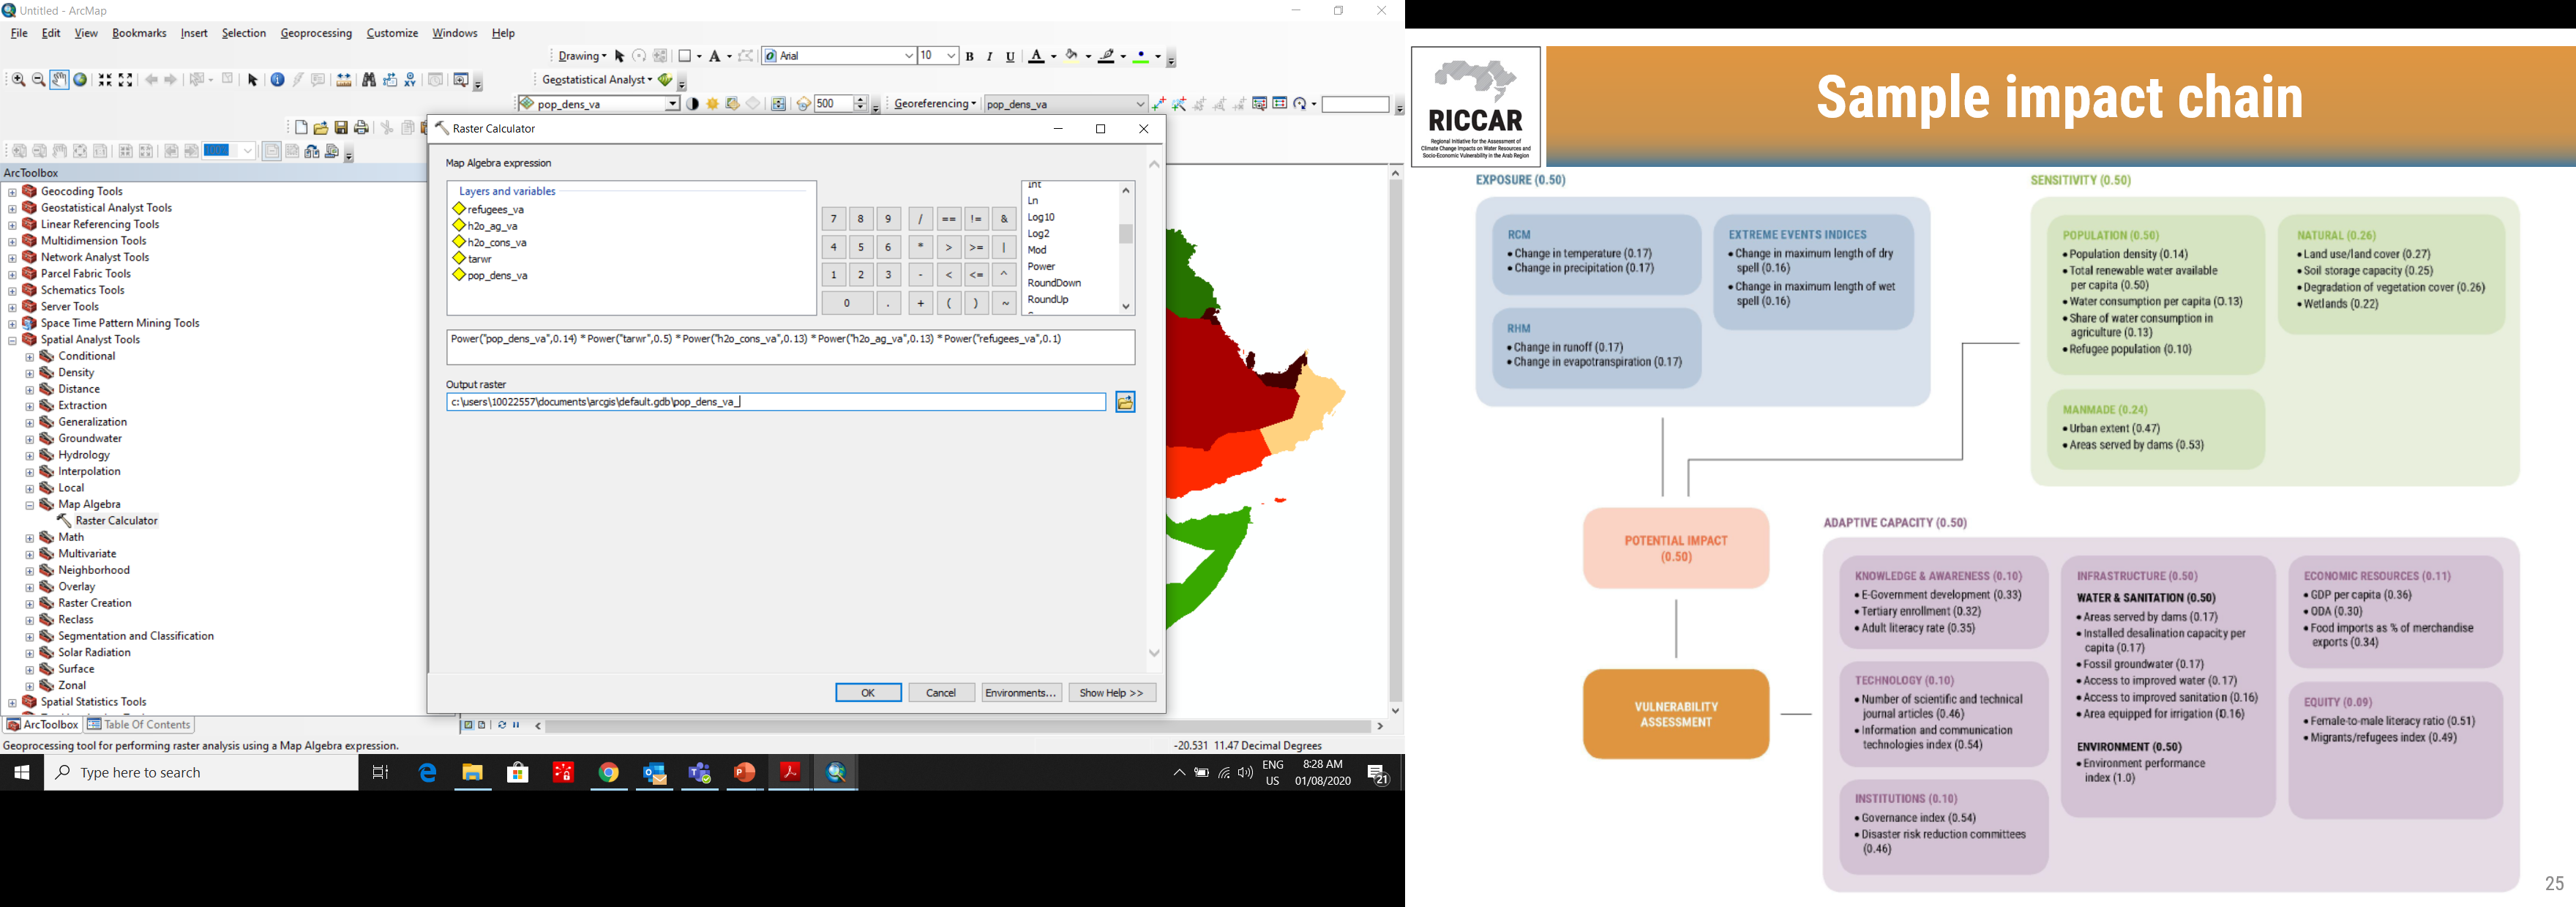 Untitled - ArcMap
File Edit View Bookmarks Insert Selection Geoprocessing Customize Windows Help
Drawing Arial 10 B I U A
Geostatistical Analyst
pop_dens_va 500 Georeferencing pop_dens_va
ArcToolbox
Geocoding Tools
Geostatistical Analyst Tools
Linear Referencing Tools
Multidimension Tools
Network Analyst Tools
Parcel Fabric Tools
Schematics Tools
Server Tools
Space Time Pattern Mining Tools
Spatial Analyst Tools
Conditional
Density
Distance
Extraction
Generalization
Groundwater
Hydrology
Interpolation
Local
Map Algebra
Raster Calculator
Math
Multivariate
Neighborhood
Overlay
Raster Creation
Reclass
Segmentation and Classification
Solar Radiation
Surface
Zonal
Spatial Statistics Tools
ArcToolbox Table Of Contents
Geoprocessing tool for performing raster analysis using a Map Algebra expression.
-20.531 11.47 Decimal Degrees
Raster Calculator
Map Algebra expression
Layers and variables
refugees_va
h2o_ag_va
h2o_cons_va
tarwr
pop_dens_va
7 8 9 / == != &
4 5 6 * > >= |
1 2 3 - < <= ^
0 . + ( ) ~
Int
Ln
Log10
Log2
Mod
Power
RoundDown
RoundUp
Power("pop_dens_va",0.14) * Power("tarwr",0.5) * Power("h2o_cons_va",0.13) * Power("h2o_ag_va",0.13) * Power("refugees_va",0.1)
Output raster
c:\users\10022557\documents\arcgis\default.gdb\pop_dens_va_
OK Cancel Environments... Show Help >>
Type here to search
ENG
US
8:28 AM
01/08/2020
21
RICCAR
Regional Initiative for the Assessment of
Climate Change Impacts on Water Resources and
Socio-Economic Vulnerability in the Arab Region
Sample impact chain
EXPOSURE (0.50)
RCM
• Change in temperature (0.17)
• Change in precipitation (0.17)
RHM
• Change in runoff (0.17)
• Change in evapotranspiration (0.17)
EXTREME EVENTS INDICES
• Change in maximum length of dry
spell (0.16)
• Change in maximum length of wet
spell (0.16)
SENSITIVITY (0.50)
POPULATION (0.50)
• Population density (0.14)
• Total renewable water available
per capita (0.50)
• Water consumption per capita (0.13)
• Share of water consumption in
agriculture (0.13)
• Refugee population (0.10)
MANMADE (0.24)
• Urban extent (0.47)
• Areas served by dams (0.53)
NATURAL (0.26)
• Land use/land cover (0.27)
• Soil storage capacity (0.25)
• Degradation of vegetation cover (0.26)
• Wetlands (0.22)
POTENTIAL IMPACT
(0.50)
VULNERABILITY
ASSESSMENT
ADAPTIVE CAPACITY (0.50)
KNOWLEDGE & AWARENESS (0.10)
• E-Government development (0.33)
• Tertiary enrollment (0.32)
• Adult literacy rate (0.35)
TECHNOLOGY (0.10)
• Number of scientific and technical
journal articles (0.46)
• Information and communication
technologies index (0.54)
INSTITUTIONS (0.10)
• Governance index (0.54)
• Disaster risk reduction committees
(0.46)
INFRASTRUCTURE (0.50)
WATER & SANITATION (0.50)
• Areas served by dams (0.17)
• Installed desalination capacity per
capita (0.17)
• Fossil groundwater (0.17)
• Access to improved water (0.17)
• Access to improved sanitation (0.16)
• Area equipped for irrigation (0.16)
ENVIRONMENT (0.50)
• Environment performance
index (1.0)
ECONOMIC RESOURCES (0.11)
• GDP per capita (0.36)
• ODA (0.30)
• Food imports as % of merchandise
exports (0.34)
EQUITY (0.09)
• Female-to-male literacy ratio (0.51)
• Migrants/refugees index (0.49)
25